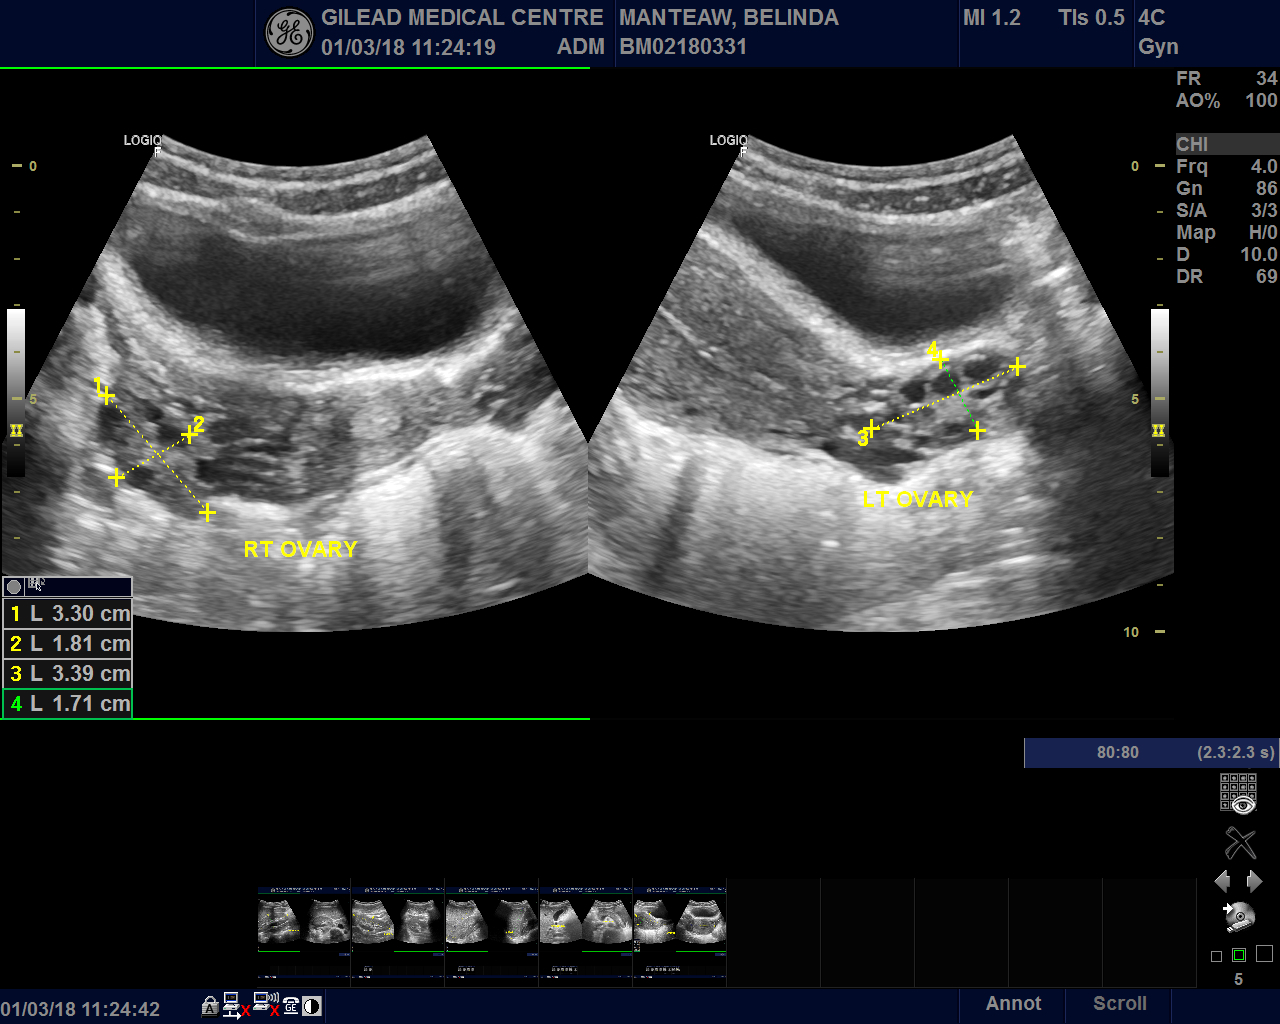 GILEAD MEDICAL CENTRE
01/03/18 11:24:19 ADM
MANTEAW, BELINDA
BM02180331
MI 1.2 TIs 0.5
4C
Gyn
FR 34
AO% 100
CHI
Frq 4.0
Gn 86
S/A 3/3
Map H/0
D 10.0
DR 69
LOGIQ
LOGIQ
0
5
0
5
10
1
2
RT OVARY
4
3
LT OVARY
1 L 3.30 cm
2 L 1.81 cm
3 L 3.39 cm
4 L 1.71 cm
80:80 (2.3:2.3 s)
5
01/03/18 11:24:42
Annot
Scroll